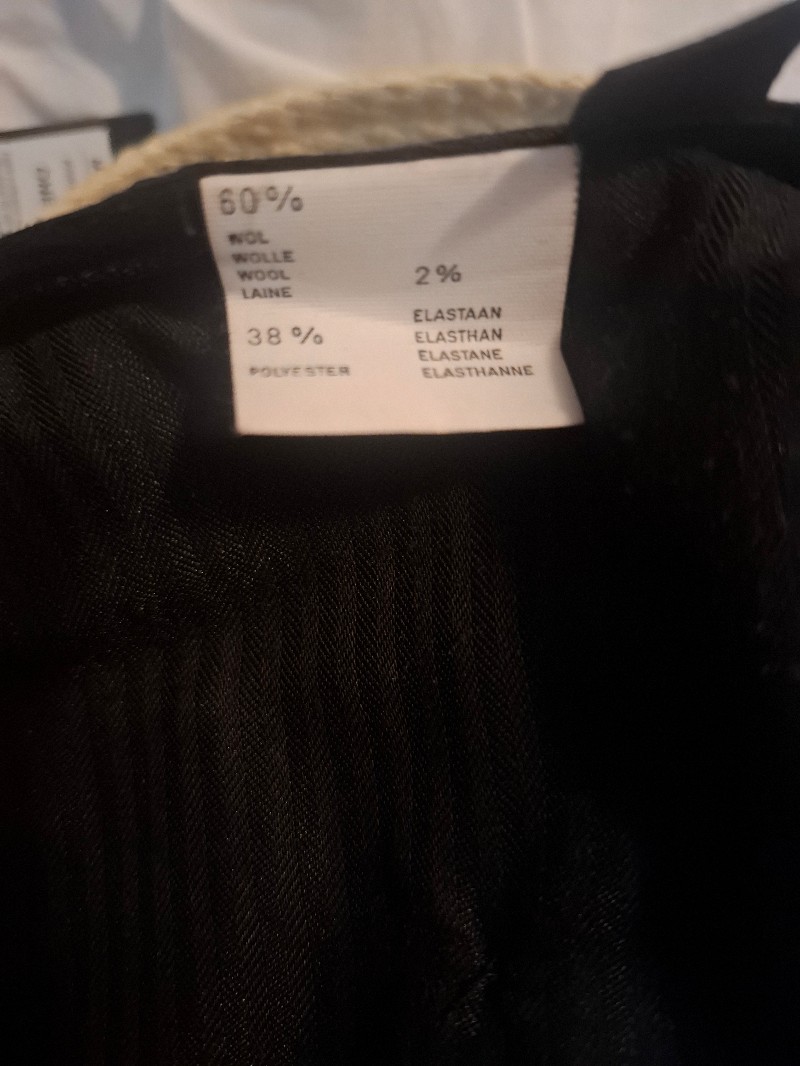 60%
WOL
WOLLE
WOOL
LAINE
38%
POLYESTER
2%
ELASTAAN
ELASTHAN
ELASTANE
ELASTHANNE